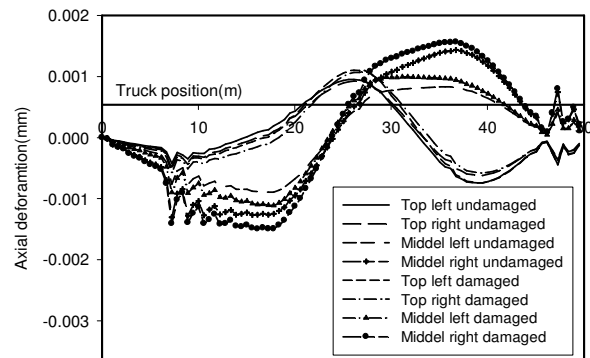 0.002
0.001
0.000
-0.001
-0.002
-0.003
Axial deforamtion(mm)
Truck position(m)
0 10 20 30 40 50
Top left undamaged
Top right undamaged
Middel left undamaged
Middel right undamaged
Top left damaged
Top right damaged
Middel left damaged
Middel right damaged